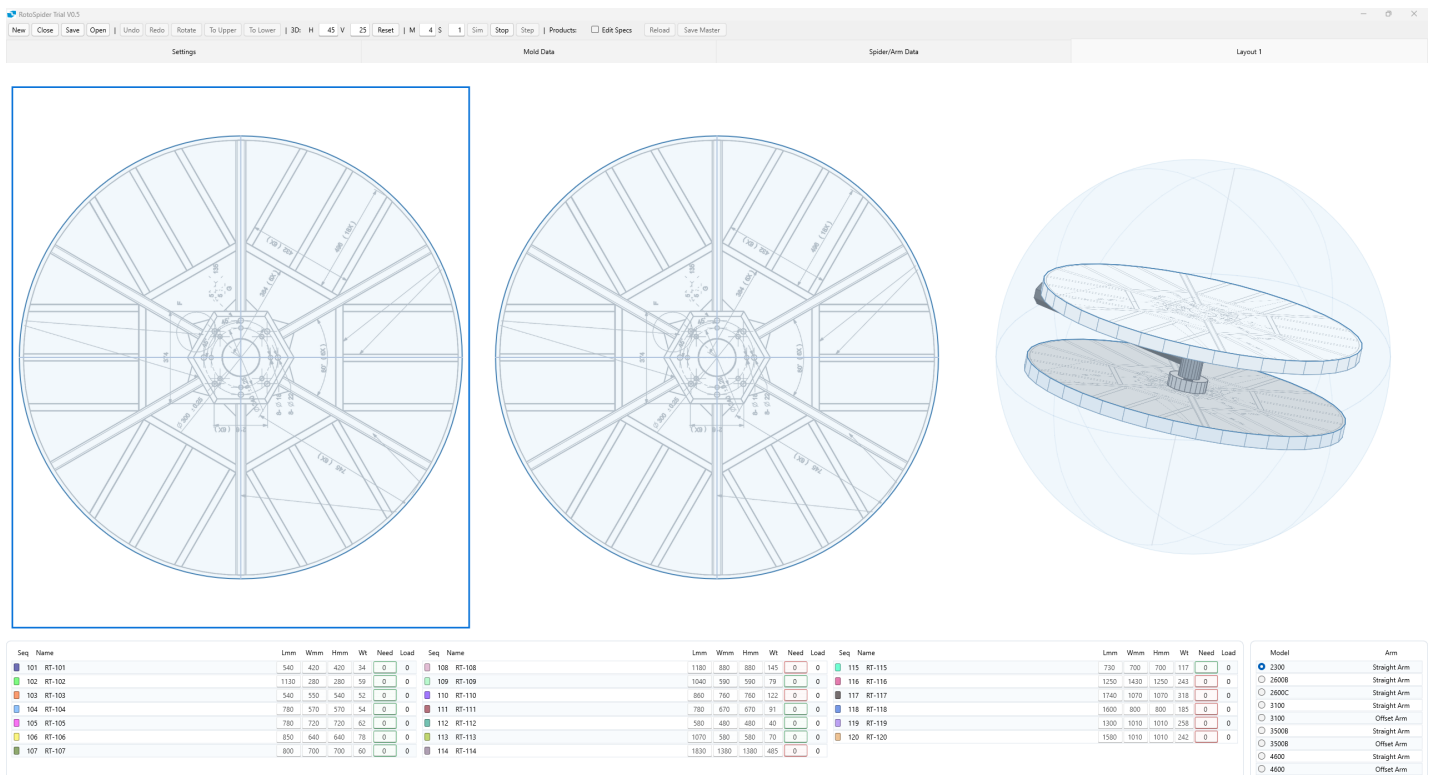 RotoSpider Trial V0.5
New Close Save Open | Undo Redo Rotate To Upper To Lower | 3D: H 45 V 25 Reset | M 4 S 1 Sim Stop Step | Products: Edit Specs Reload Save Master
Settings Mold Data Spider/Arm Data Layout 1
Seq Name Lmm Wmm Hmm Wt Need Load Seq Name Lmm Wmm Hmm Wt Need Load Seq Name Lmm Wmm Hmm Wt Need Load Model Arm
101 RT-101 540 420 420 34 0 0 108 RT-108 1180 880 880 145 0 0 115 RT-115 730 700 700 117 0 0 2300 Straight Arm
102 RT-102 1130 280 280 59 0 0 109 RT-109 1040 590 590 79 0 0 116 RT-116 1250 1430 1250 243 0 0 2600B Straight Arm
103 RT-103 540 550 540 52 0 0 110 RT-110 860 760 760 122 0 0 117 RT-117 1740 1070 1070 318 0 0 2600C Straight Arm
104 RT-104 780 570 570 54 0 0 111 RT-111 780 670 670 91 0 0 118 RT-118 1600 800 800 185 0 0 3100 Straight Arm
105 RT-105 780 720 720 62 0 0 112 RT-112 580 480 480 40 0 0 119 RT-119 1300 1010 1010 258 0 0 3100 Offset Arm
106 RT-106 850 640 640 78 0 0 113 RT-113 1070 580 580 70 0 0 120 RT-120 1580 1010 1010 242 0 0 3500B Straight Arm
107 RT-107 800 700 700 60 0 0 114 RT-114 1830 1380 1380 485 0 0 3500B Offset Arm
4600 Straight Arm
4600 Offset Arm